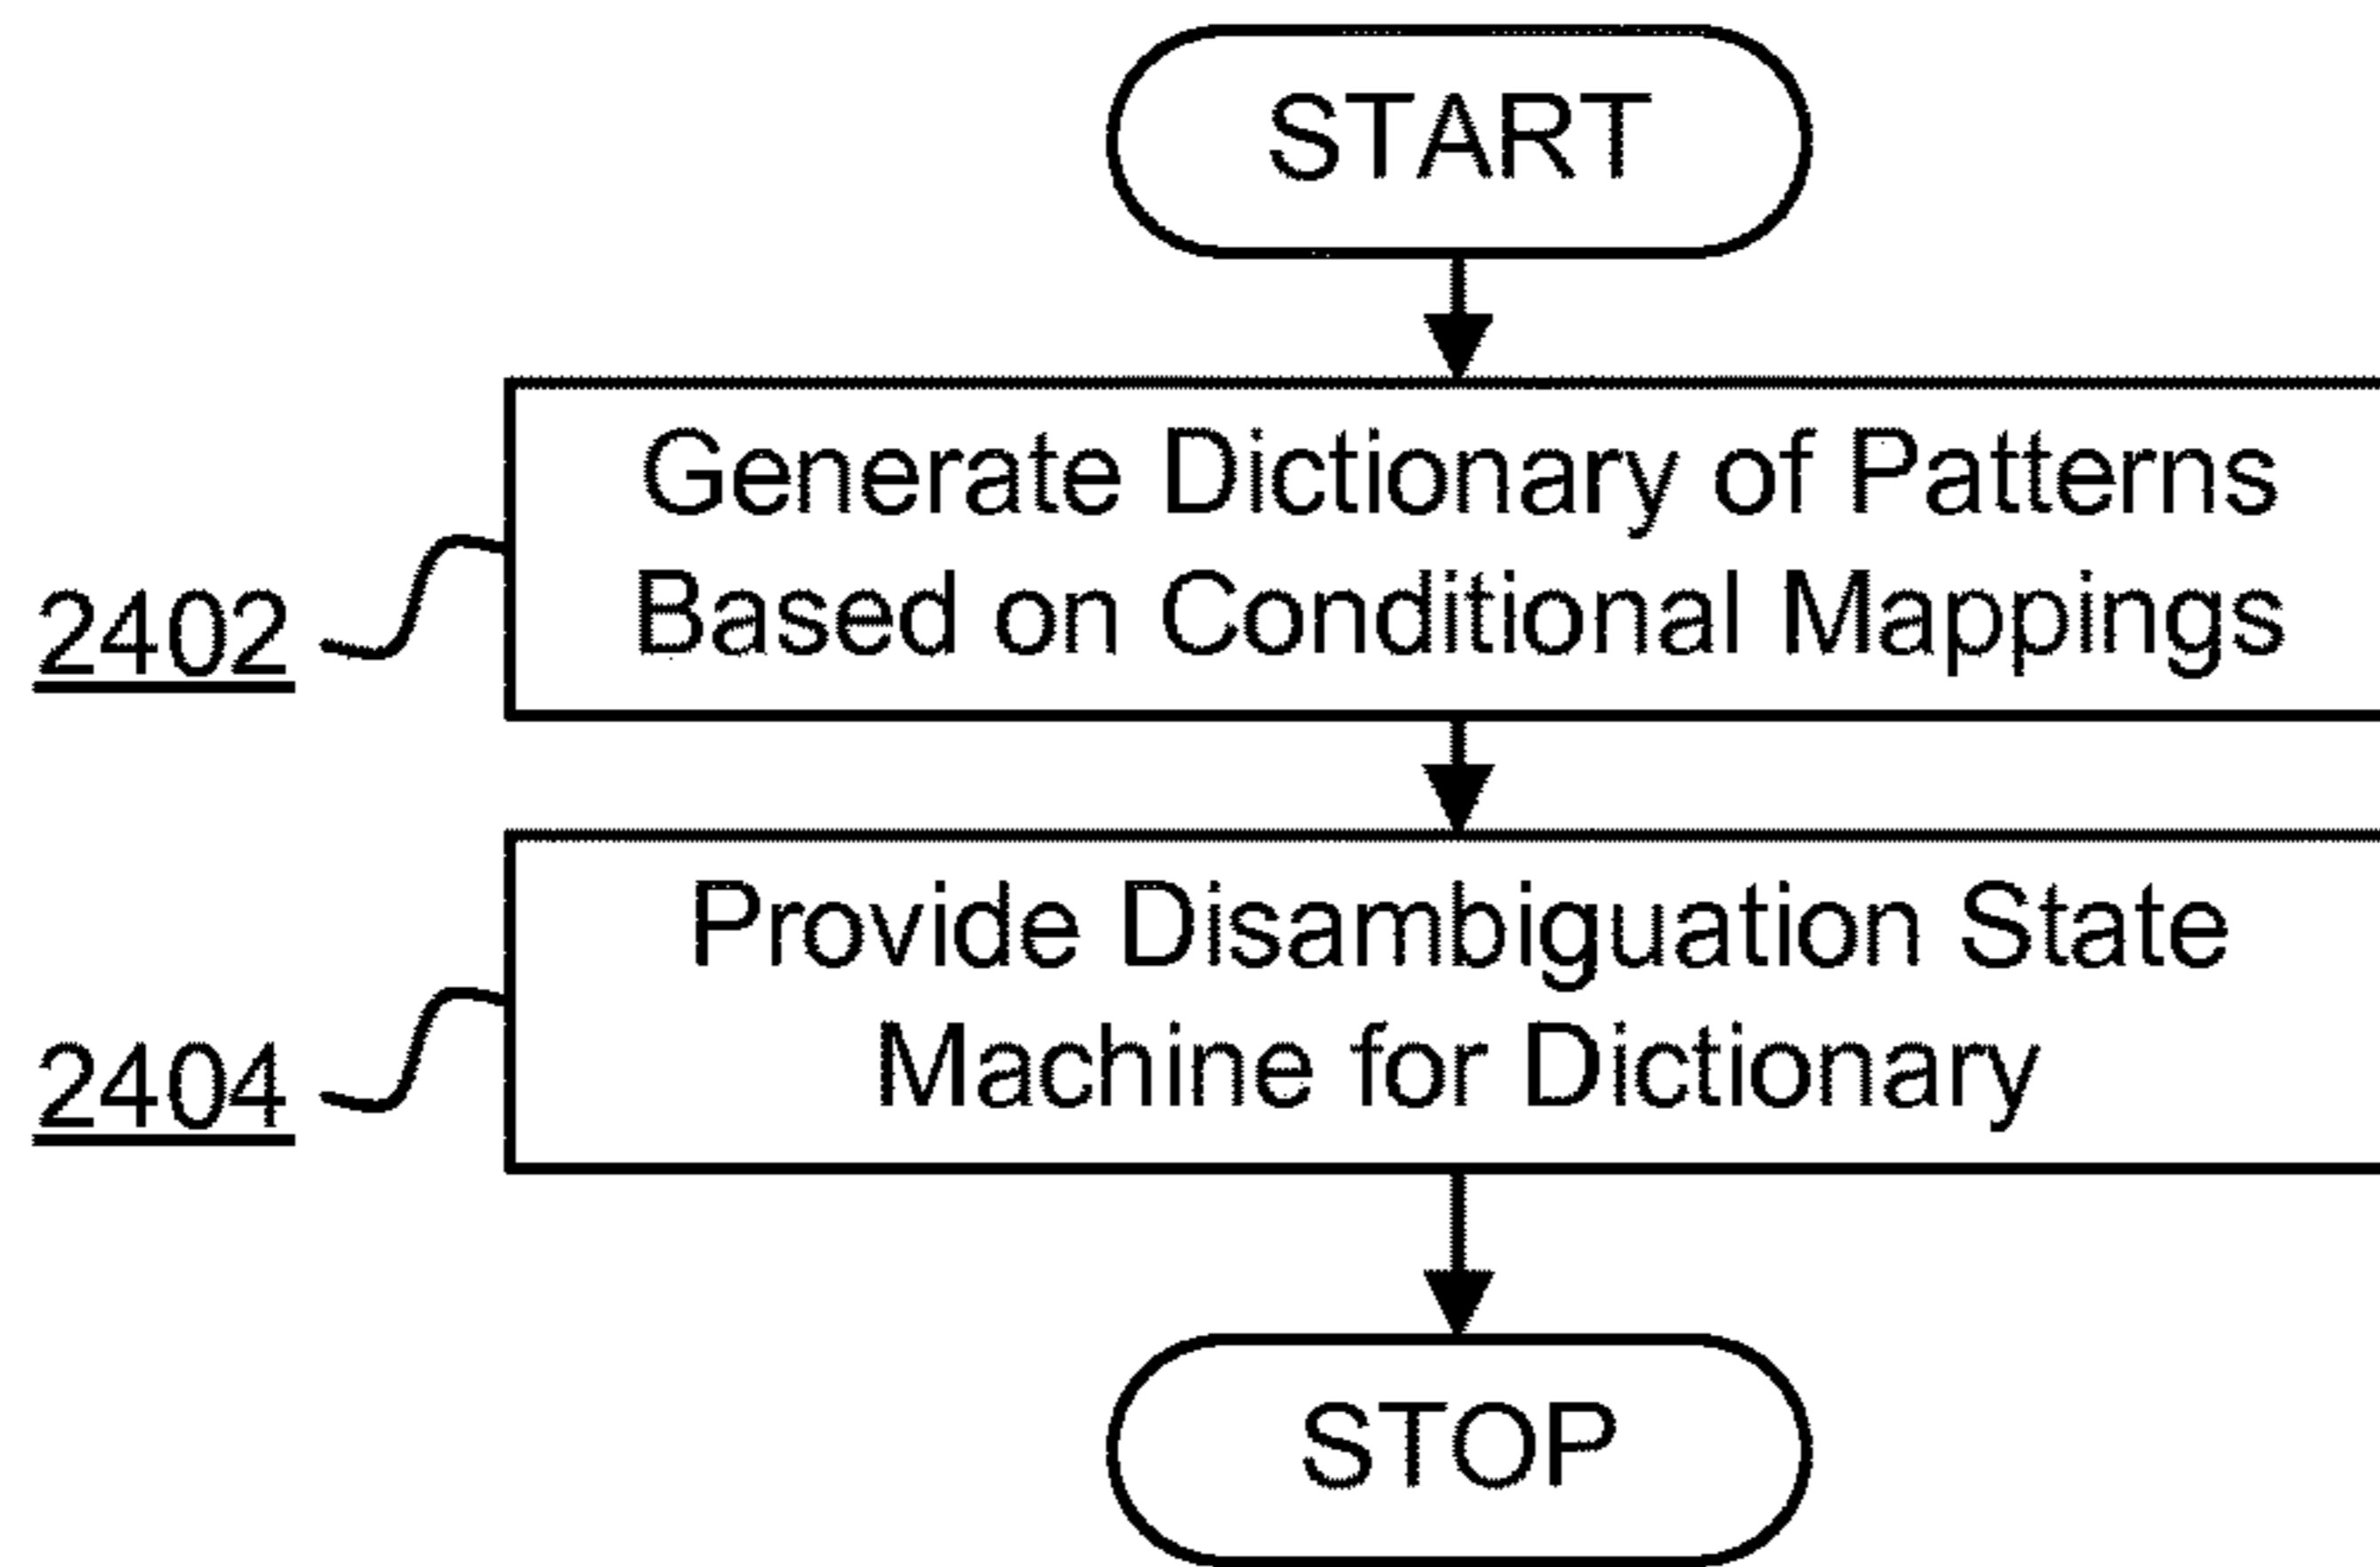 START
Generate Dictionary of Patterns
Based on Conditional Mappings
2402
Provide Disambiguation State
Machine for Dictionary
2404
STOP